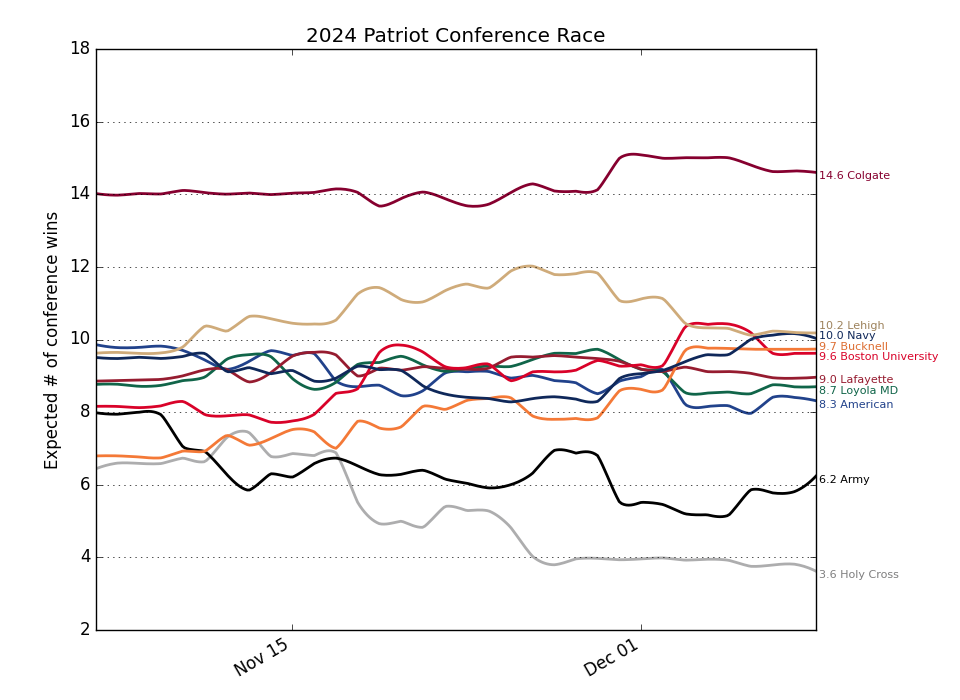 2024 Patriot Conference Race
Expected # of conference wins
18
16
14
12
10
8
6
4
2
Nov 15
Dec 01
14.6 Colgate
10.2 Lehigh
10.0 Navy
9.7 Bucknell
9.6 Boston University
9.0 Lafayette
8.7 Loyola MD
8.3 American
6.2 Army
3.6 Holy Cross